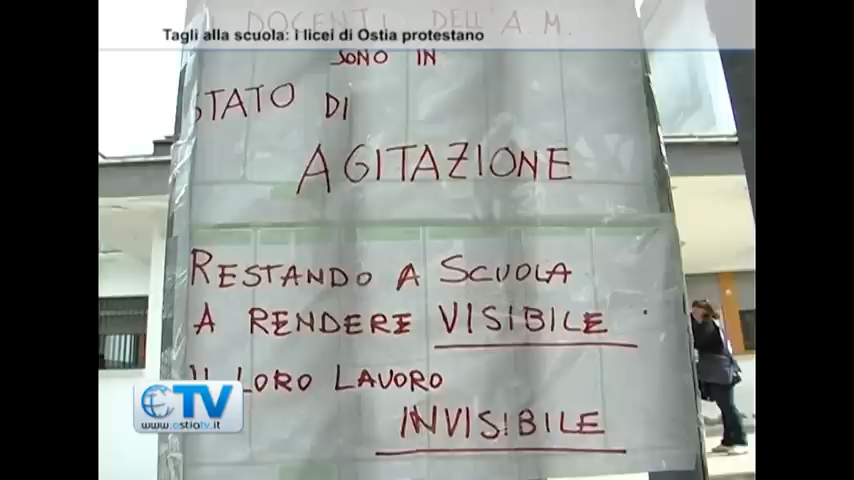 I DOCENTI DELL'A.M.
Tagli alla scuola: i licei di Ostia protestano
SONO IN
STATO DI
AGITAZIONE
RESTANDO A SCUOLA
A RENDERE VISIBILE
IL LORO LAVORO
INVISIBILE
TV
www.ostiatv.it